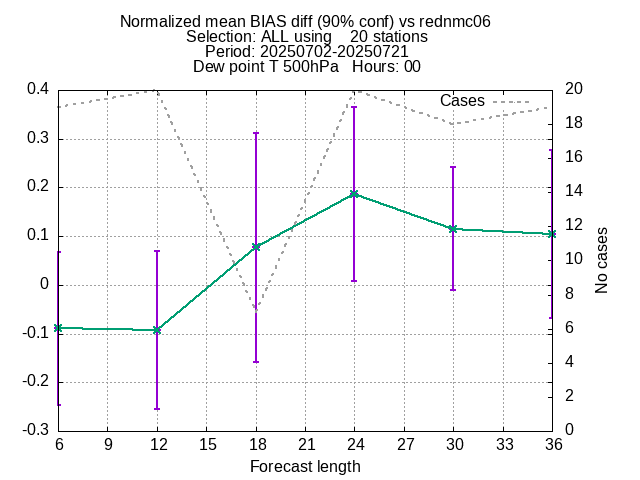 Normalized mean BIAS diff (90% conf) vs rednmc06
Selection: ALL using    20 stations
Period: 20250702-20250721
Dew point T 500hPa   Hours: 00
Cases
0.4
0.3
0.2
0.1
0
-0.1
-0.2
-0.3
20
18
16
14
12
10
8
6
4
2
0
No cases
6 9 12 15 18 21 24 27 30 33 36
Forecast length